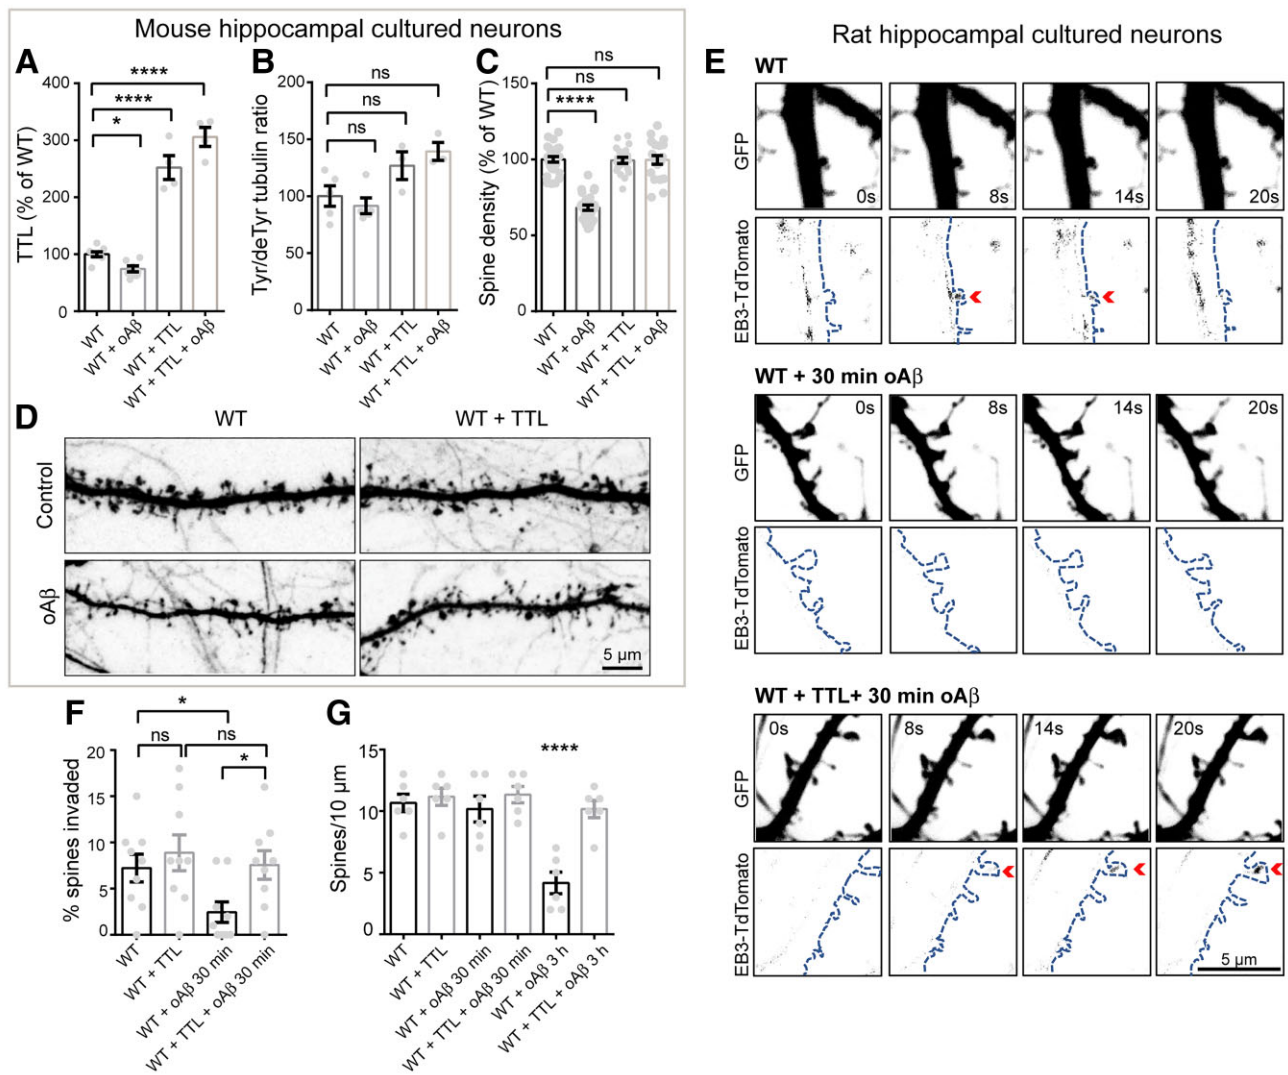 Mouse hippocampal cultured neurons
A
TTL (% of WT)
400
300
200
100
0
****
****
*
WT
WT + oAβ
WT + TTL
WT + TTL + oAβ
B
Tyr/deTyr tubulin ratio
200
150
100
50
0
ns
ns
ns
WT
WT + oAβ
WT + TTL
WT + TTL + oAβ
C
Spine density (% of WT)
150
100
50
0
ns
ns
****
WT
WT + oAβ
WT + TTL
WT + TTL + oAβ
D
WT
WT + TTL
Control
oAβ
5 µm
Rat hippocampal cultured neurons
E
WT
GFP
0s
8s
14s
20s
EB3-TdTomato
WT + 30 min oAβ
GFP
0s
8s
14s
20s
EB3-TdTomato
WT + TTL+ 30 min oAβ
GFP
0s
8s
14s
20s
EB3-TdTomato
5 µm
F
% spines invaded
20
15
10
5
0
*
ns
ns
*
WT
WT + TTL
WT + oAβ 30 min
WT + TTL + oAβ 30 min
G
Spines/10 µm
15
10
5
0
****
WT
WT + TTL
WT + oAβ 30 min
WT + TTL + oAβ 30 min
WT + oAβ 3 h
WT + TTL + oAβ 3 h